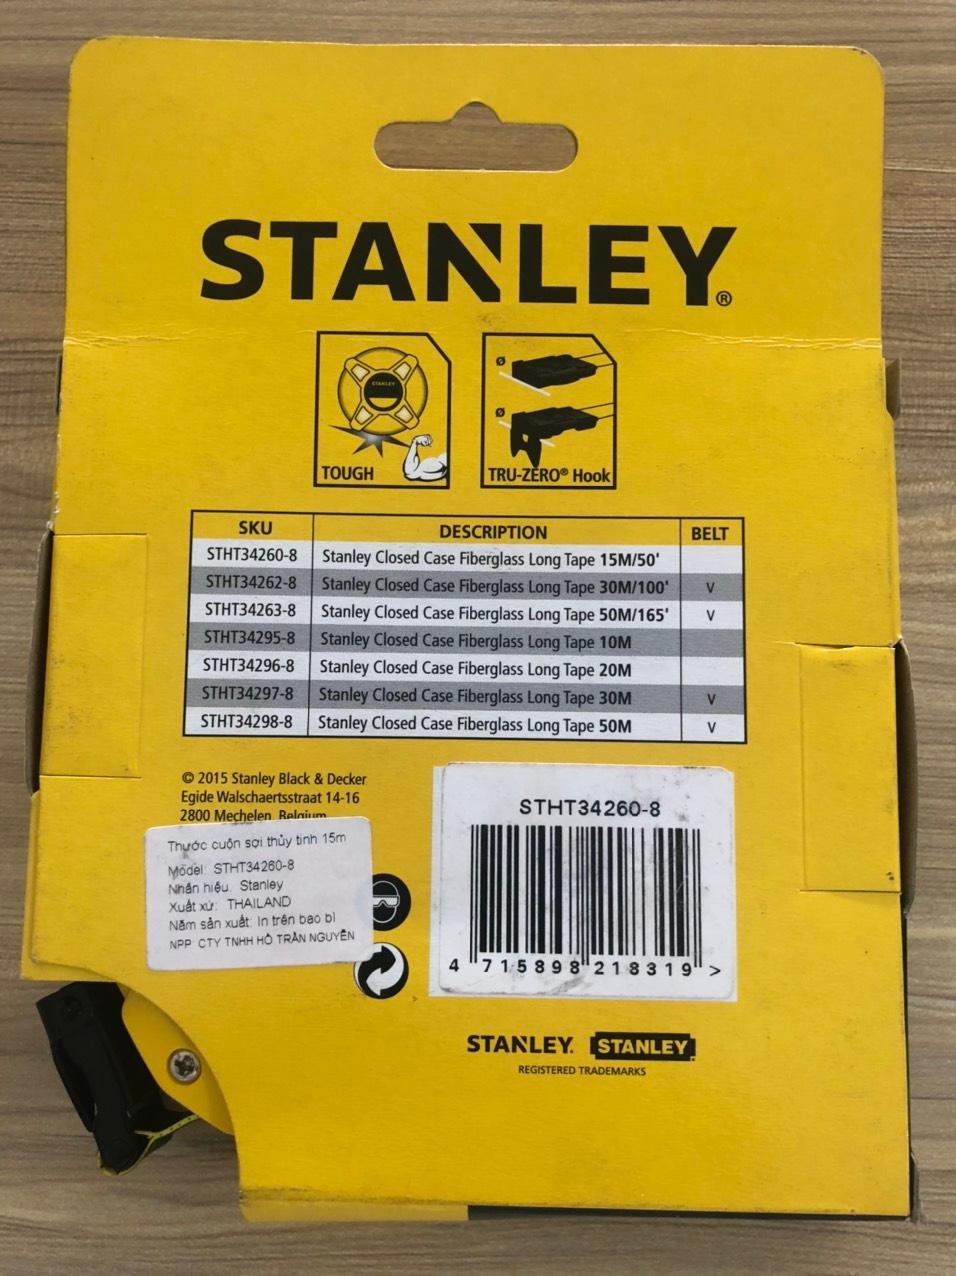 STANLEY®
STANLEY
TOUGH
Ø
Ø
TRU-ZERO® Hook
SKU DESCRIPTION BELT
STHT34260-8 Stanley Closed Case Fiberglass Long Tape 15M/50'
STHT34262-8 Stanley Closed Case Fiberglass Long Tape 30M/100' V
STHT34263-8 Stanley Closed Case Fiberglass Long Tape 50M/165' V
STHT34295-8 Stanley Closed Case Fiberglass Long Tape 10M
STHT34296-8 Stanley Closed Case Fiberglass Long Tape 20M
STHT34297-8 Stanley Closed Case Fiberglass Long Tape 30M V
STHT34298-8 Stanley Closed Case Fiberglass Long Tape 50M V
© 2015 Stanley Black & Decker
Egide Walschaertsstraat 14-16
2800 Mechelen, Belgium
Thước cuộn sợi thủy tinh 15m
Model: STHT34260-8
Nhãn hiệu: Stanley
Xuất xứ: THAILAND
Năm sản xuất: In trên bao bì
NPP: CTY TNHH HỒ TRẦN NGUYỄN
STHT34260-8
4 715898 218319 >
STANLEY. STANLEY.
REGISTERED TRADEMARKS